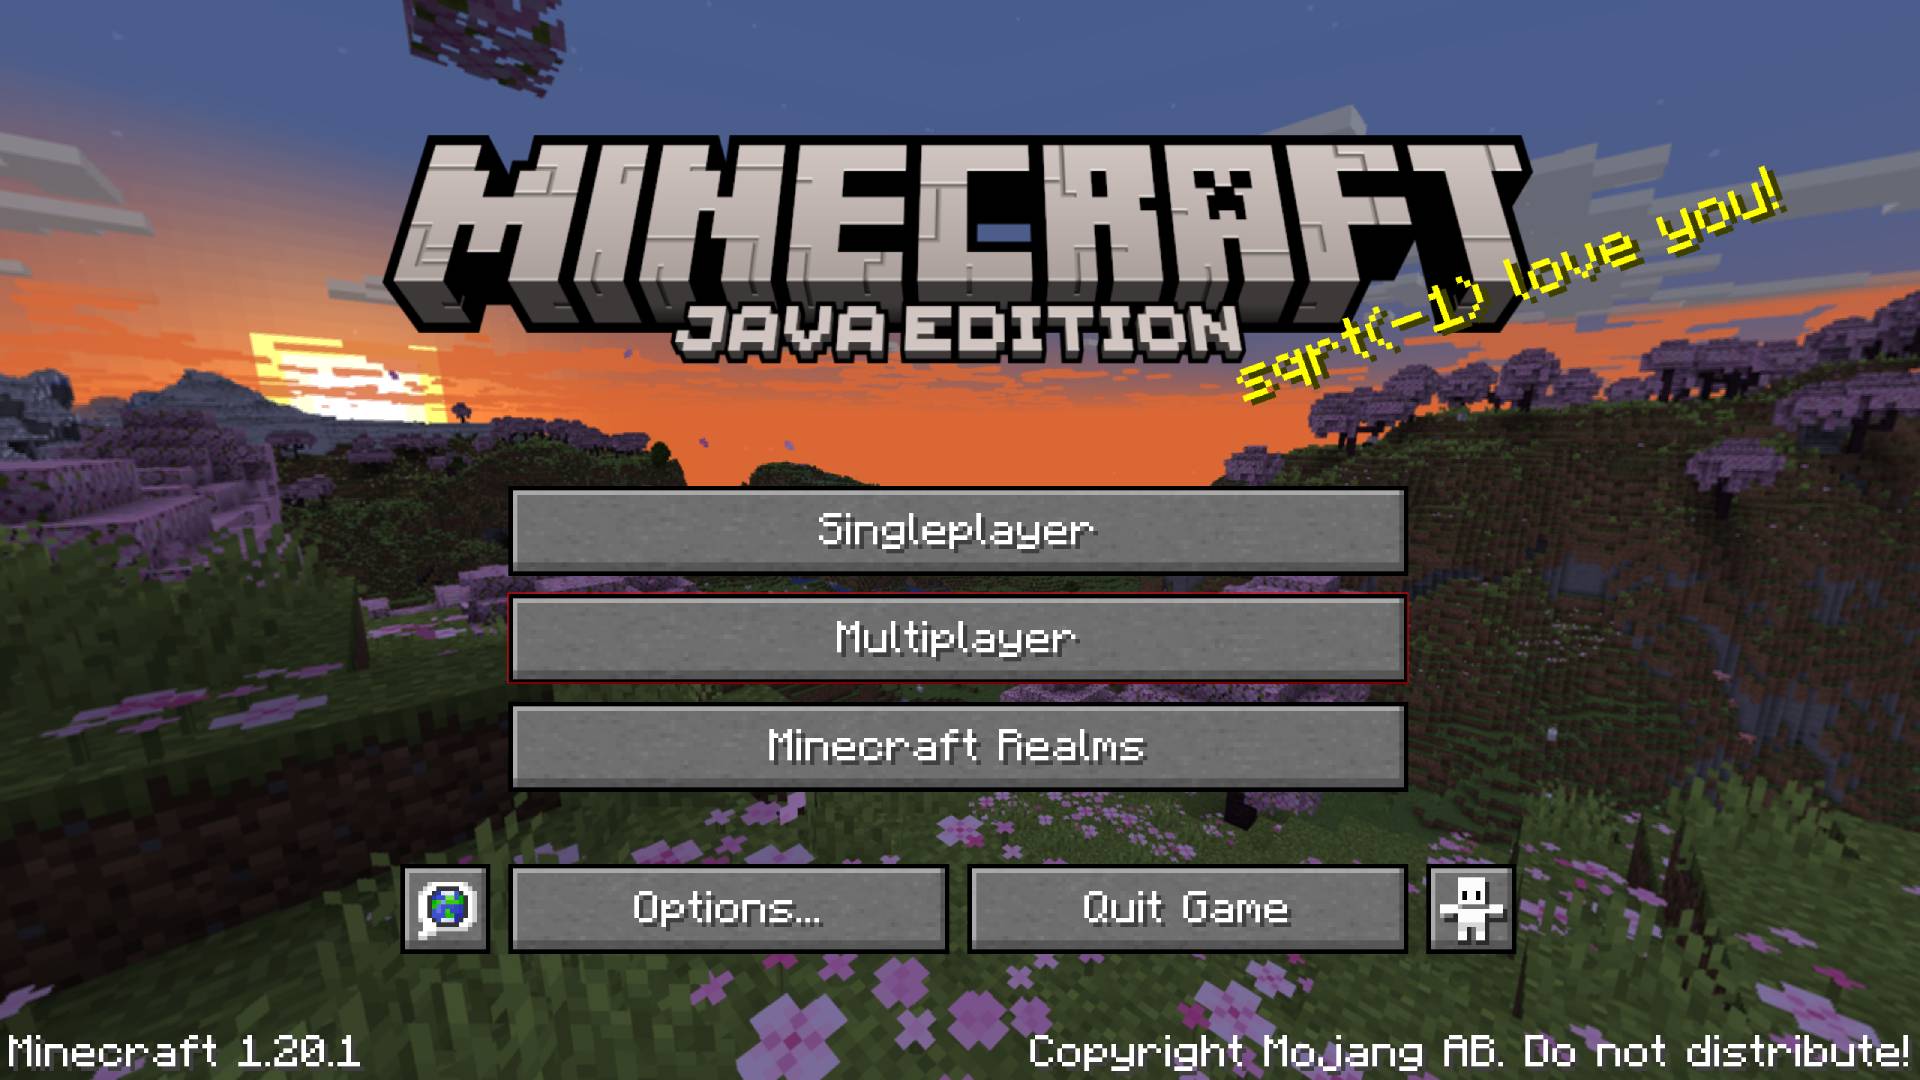 MINECRAFT
JAVA EDITION
sqrt(-1) love you!
Singleplayer
Multiplayer
Minecraft Realms
Options...
Quit Game
Minecraft 1.20.1
Copyright Mojang AB. Do not distribute!